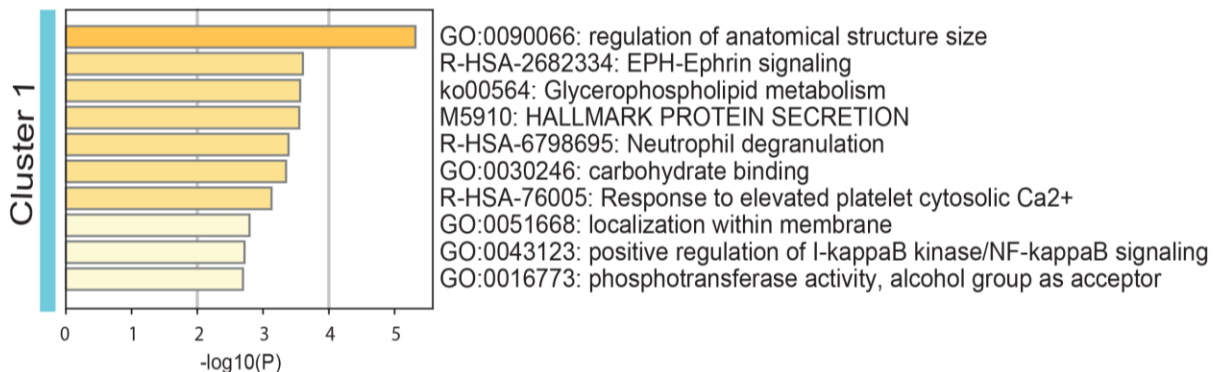 Cluster 1
GO:0090066: regulation of anatomical structure size
R-HSA-2682334: EPH-Ephrin signaling
ko00564: Glycerophospholipid metabolism
M5910: HALLMARK PROTEIN SECRETION
R-HSA-6798695: Neutrophil degranulation
GO:0030246: carbohydrate binding
R-HSA-76005: Response to elevated platelet cytosolic Ca2+
GO:0051668: localization within membrane
GO:0043123: positive regulation of I-kappaB kinase/NF-kappaB signaling
GO:0016773: phosphotransferase activity, alcohol group as acceptor
0 1 2 3 4 5
-log10(P)